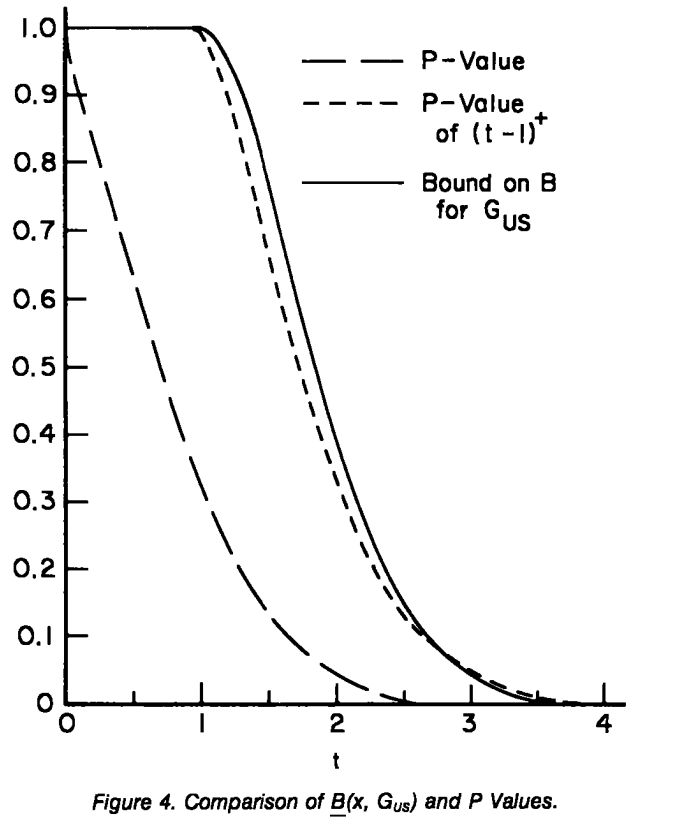 1.0
0.9
0.8
0.7
0.6
0.5
0.4
0.3
0.2
0.1
0
P-Value
P-Value
of (t-1)+
Bound on B
for GUS
0 1 2 3 4
t
Figure 4. Comparison of B(x, Gus) and P Values.